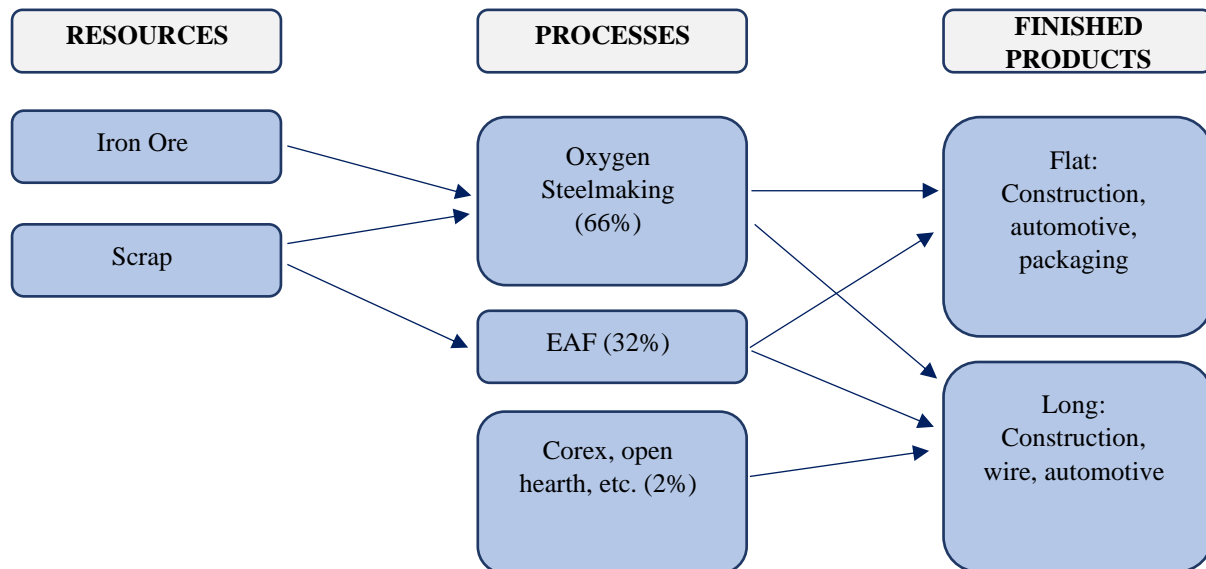 RESOURCES
PROCESSES
FINISHED
PRODUCTS
Iron Ore
Scrap
Oxygen
Steelmaking
(66%)
EAF (32%)
Corex, open
hearth, etc. (2%)
Flat:
Construction,
automotive,
packaging
Long:
Construction,
wire, automotive